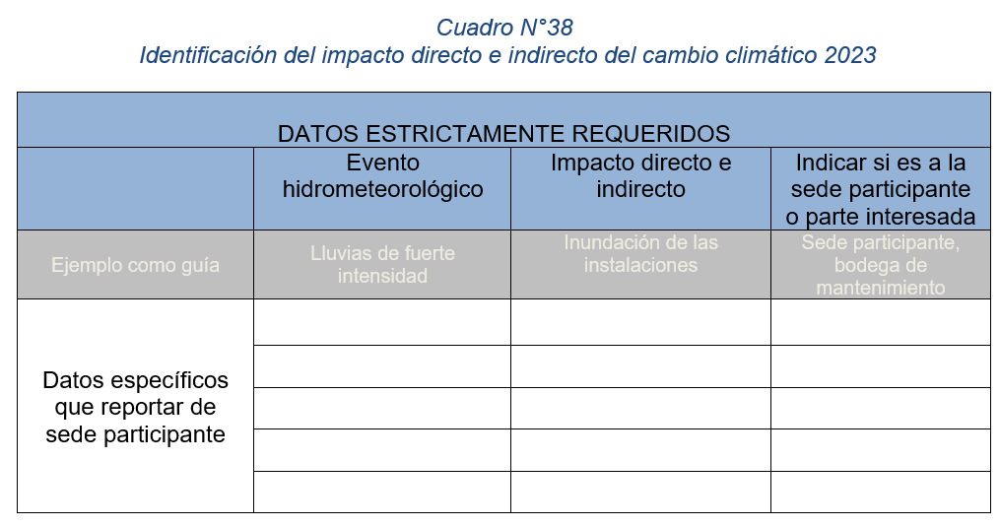 Cuadro N°38
Identificación del impacto directo e indirecto del cambio climático 2023
DATOS ESTRICTAMENTE REQUERIDOS
Evento
hidrometeorológico
Impacto directo e
indirecto
Indicar si es a la
sede participante
o parte interesada
Ejemplo como guía
Lluvias de fuerte
intensidad
Inundación de las
instalaciones
Sede participante,
bodega de
mantenimiento
Datos específicos
que reportar de
sede participante